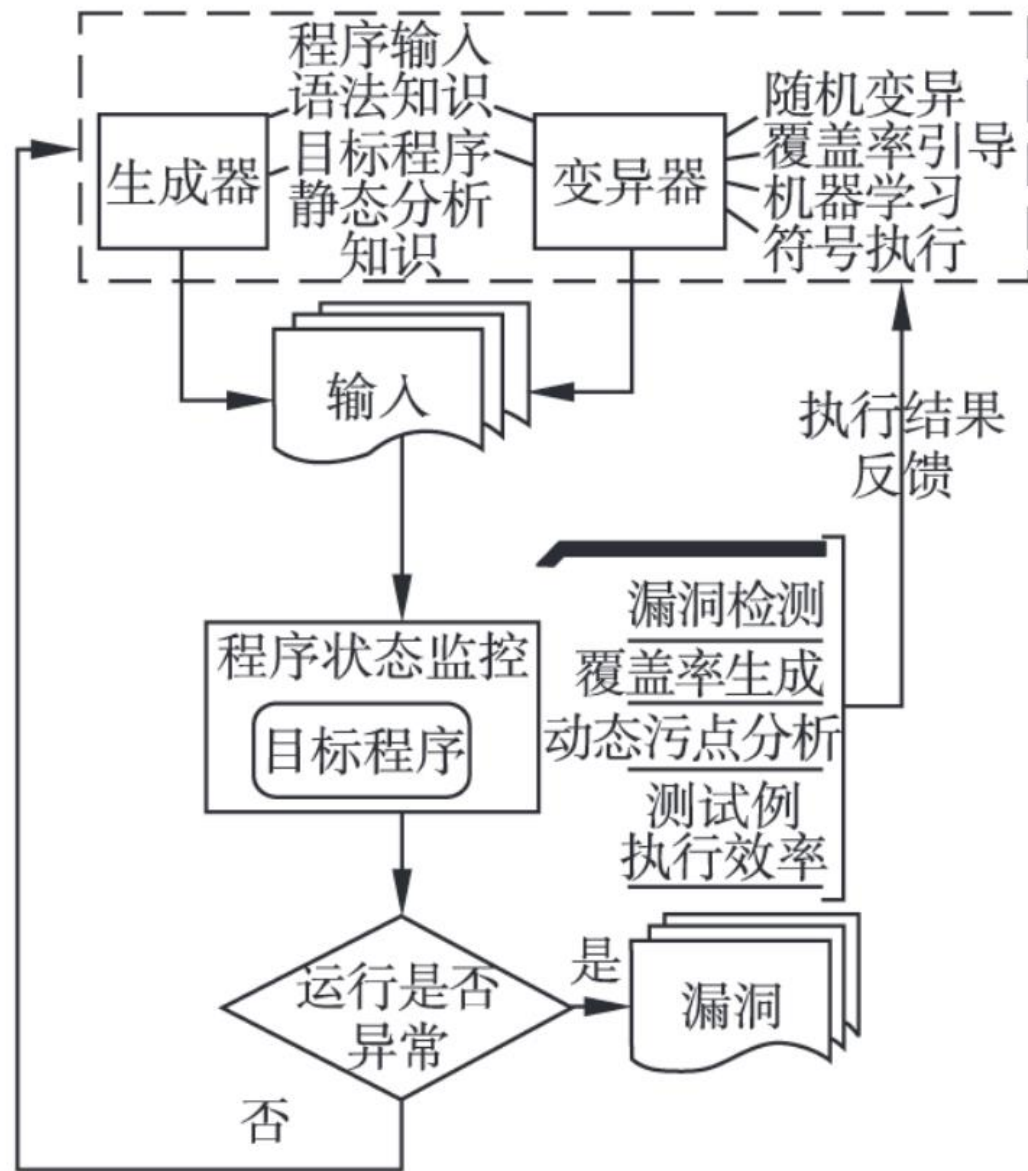 程序输入
语法知识
目标程序
静态分析
知识
生成器
变异器
随机变异
覆盖率引导
机器学习
符号执行
输入
执行结果
反馈
程序状态监控
目标程序
漏洞检测
覆盖率生成
动态污点分析
测试例
执行效率
运行是否
异常
是
漏洞
否